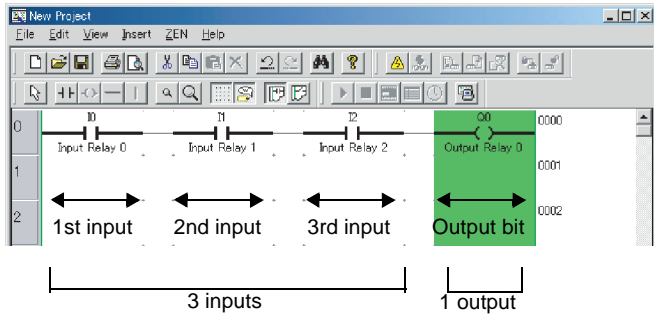 New Project
File Edit View Insert ZEN Help
0 I0 I1 I2 Q0 0000
Input Relay 0 Input Relay 1 Input Relay 2 Output Relay 0
1 0001
2 0002
1st input 2nd input 3rd input Output bit
3 inputs 1 output